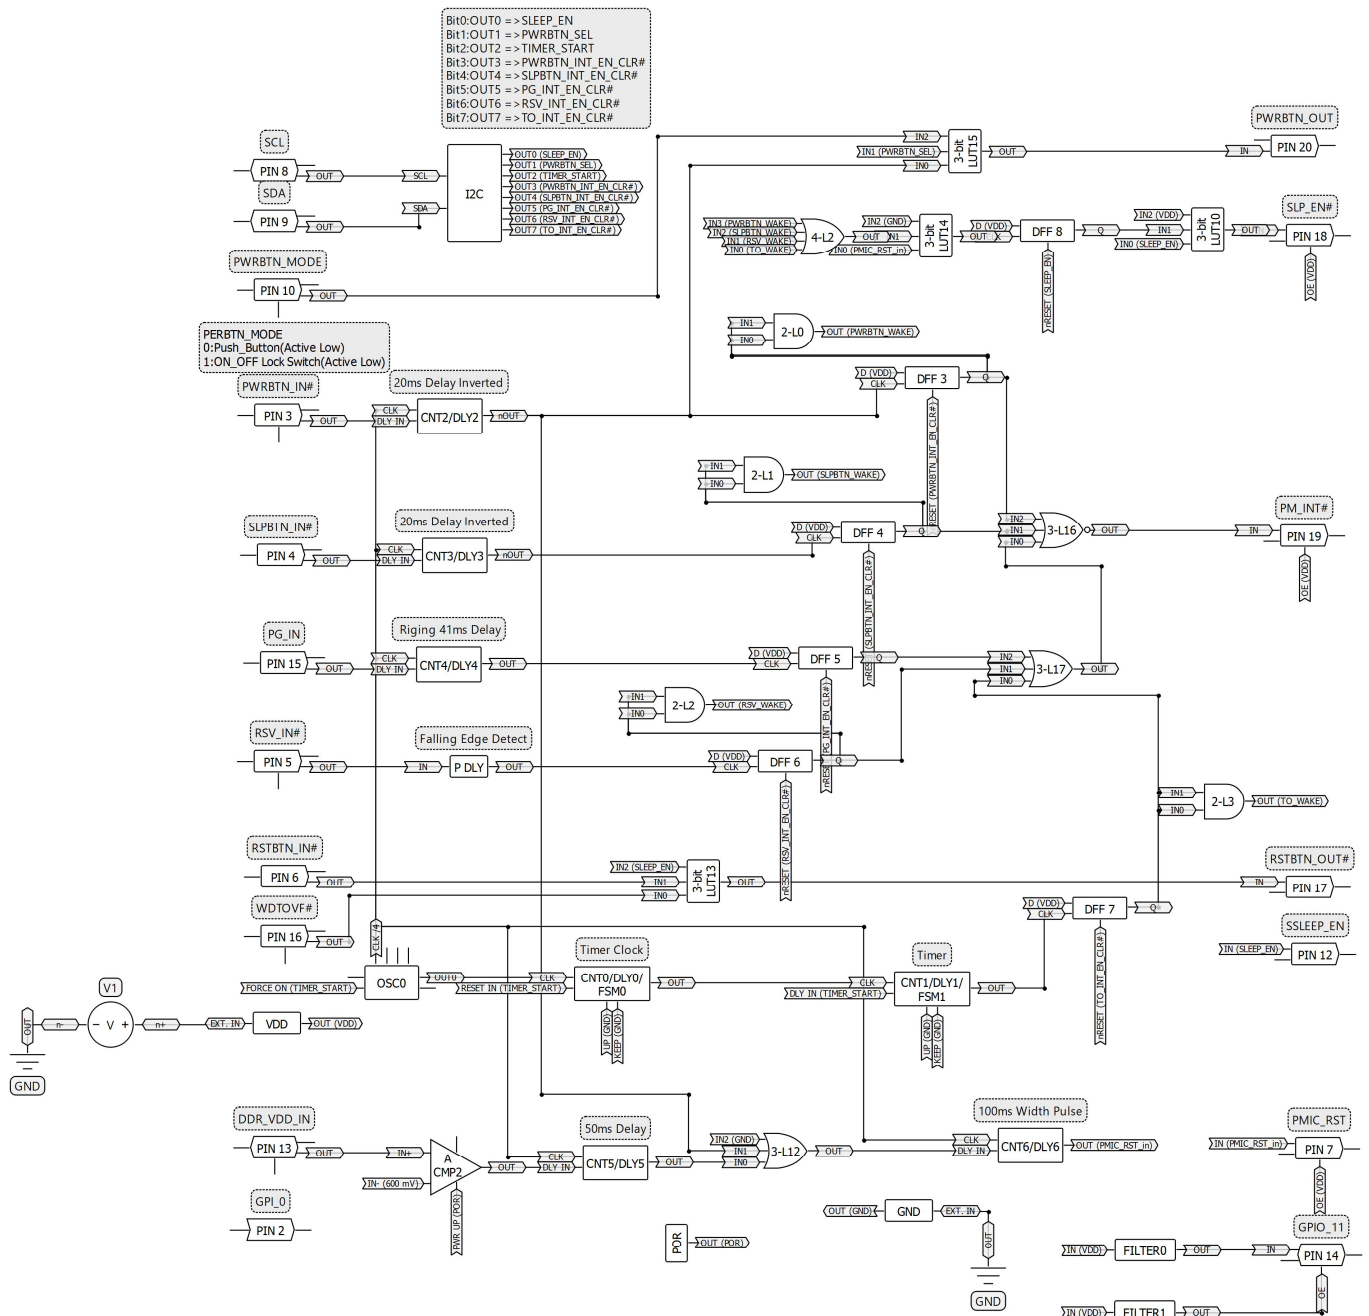 Bit0:OUT0 =>SLEEP_EN
Bit1:OUT1 =>PWRBTN_SEL
Bit2:OUT2 =>TIMER_START
Bit3:OUT3 =>PWRBTN_INT_EN_CLR#
Bit4:OUT4 =>SLPBTN_INT_EN_CLR#
Bit5:OUT5 =>PG_INT_EN_CLR#
Bit6:OUT6 =>RSV_INT_EN_CLR#
Bit7:OUT7 =>TO_INT_EN_CLR#
SCL
PIN 8
OUT
SCL
SDA
PIN 9
OUT
SDA
I2C
OUT0 (SLEEP_EN)
OUT1 (PWRBTN_SEL)
OUT2 (TIMER_START)
OUT3 (PWRBTN_INT_EN_CLR#)
OUT4 (SLPBTN_INT_EN_CLR#)
OUT5 (PG_INT_EN_CLR#)
OUT6 (RSV_INT_EN_CLR#)
OUT7 (TO_INT_EN_CLR#)
IN2
IN1 (PWRBTN_SEL)
IN0
3-bit
LUT15
OUT
PWRBTN_OUT
IN
PIN 20
IN3 (PWRBTN_WAKE)
IN2 (SLPBTN_WAKE)
IN1 (RSV_WAKE)
IN0 (TO_WAKE)
4-L2
OUT
IN2 (GND)
IN0 (PMIC_RST_in)
3-bit
LUT14
OUT
D (VDD)
DFF 8
Q
nRESET (SLEEP_EN)
IN2 (VDD)
IN1
IN0 (SLEEP_EN)
3-bit
LUT10
OUT
SLP_EN#
PIN 18
OE (VDD)
PWRBTN_MODE
PIN 10
OUT
PERBTN_MODE
0:Push_Button(Active Low)
1:ON_OFF Lock Switch(Active Low)
IN1
IN0
2-L0
OUT (PWRBTN_WAKE)
PWRBTN_IN#
PIN 3
OUT
20ms Delay Inverted
CLK
DLY IN
CNT2/DLY2
nOUT
D (VDD)
CLK
DFF 3
Q
nRESET (PWRBTN_INT_EN_CLR#)
IN1
IN0
2-L1
OUT (SLPBTN_WAKE)
SLPBTN_IN#
PIN 4
OUT
20ms Delay Inverted
CLK
DLY IN
CNT3/DLY3
nOUT
D (VDD)
CLK
DFF 4
Q
nRESET (SLPBTN_INT_EN_CLR#)
IN2
IN1
IN0
3-L16
OUT
PM_INT#
IN
PIN 19
OE (VDD)
PG_IN
PIN 15
OUT
Riging 41ms Delay
CLK
DLY IN
CNT4/DLY4
OUT
D (VDD)
CLK
DFF 5
Q
nRESET (PG_INT_EN_CLR#)
IN2
IN1
IN0
3-L17
OUT
IN1
IN0
2-L2
OUT (RSV_WAKE)
RSV_IN#
PIN 5
OUT
Falling Edge Detect
IN
P DLY
OUT
D (VDD)
CLK
DFF 6
Q
nRESET (RSV_INT_EN_CLR#)
IN1
IN0
2-L3
OUT (TO_WAKE)
RSTBTN_IN#
PIN 6
OUT
IN2 (SLEEP_EN)
IN1
IN0
3-bit
LUT13
OUT
RSTBTN_OUT#
IN
PIN 17
WDTOVF#
PIN 16
OUT
D (VDD)
CLK
DFF 7
Q
nRESET (TO_INT_EN_CLR#)
SSLEEP_EN
IN (SLEEP_EN)
PIN 12
CLK /4
FORCE ON (TIMER_START)
OSC0
OUT0
Timer Clock
CLK
RESET IN (TIMER_START)
CNT0/DLY0/
FSM0
OUT
UP (GND)
KEEP (GND)
Timer
CLK
DLY IN (TIMER_START)
CNT1/DLY1/
FSM1
OUT
UP (GND)
KEEP (GND)
V1
OUT
n-
− V +
n+
EXT. IN
VDD
OUT (VDD)
GND
DDR_VDD_IN
PIN 13
OUT
IN+
IN- (600 mV)
A
CMP2
OUT
PWR UP (POR)
50ms Delay
CLK
DLY IN
CNT5/DLY5
OUT
IN2 (GND)
IN1
IN0
3-L12
OUT
100ms Width Pulse
CLK
DLY IN
CNT6/DLY6
OUT (PMIC_RST_in)
PMIC_RST
IN (PMIC_RST_in)
PIN 7
OE (VDD)
GPI_0
PIN 2
POR
OUT (POR)
OUT (GND)
GND
EXT. IN
OUT
GND
GPIO_11
IN (VDD)
FILTER0
OUT
IN
PIN 14
OE
IN (VDD)
FILTER1
OUT